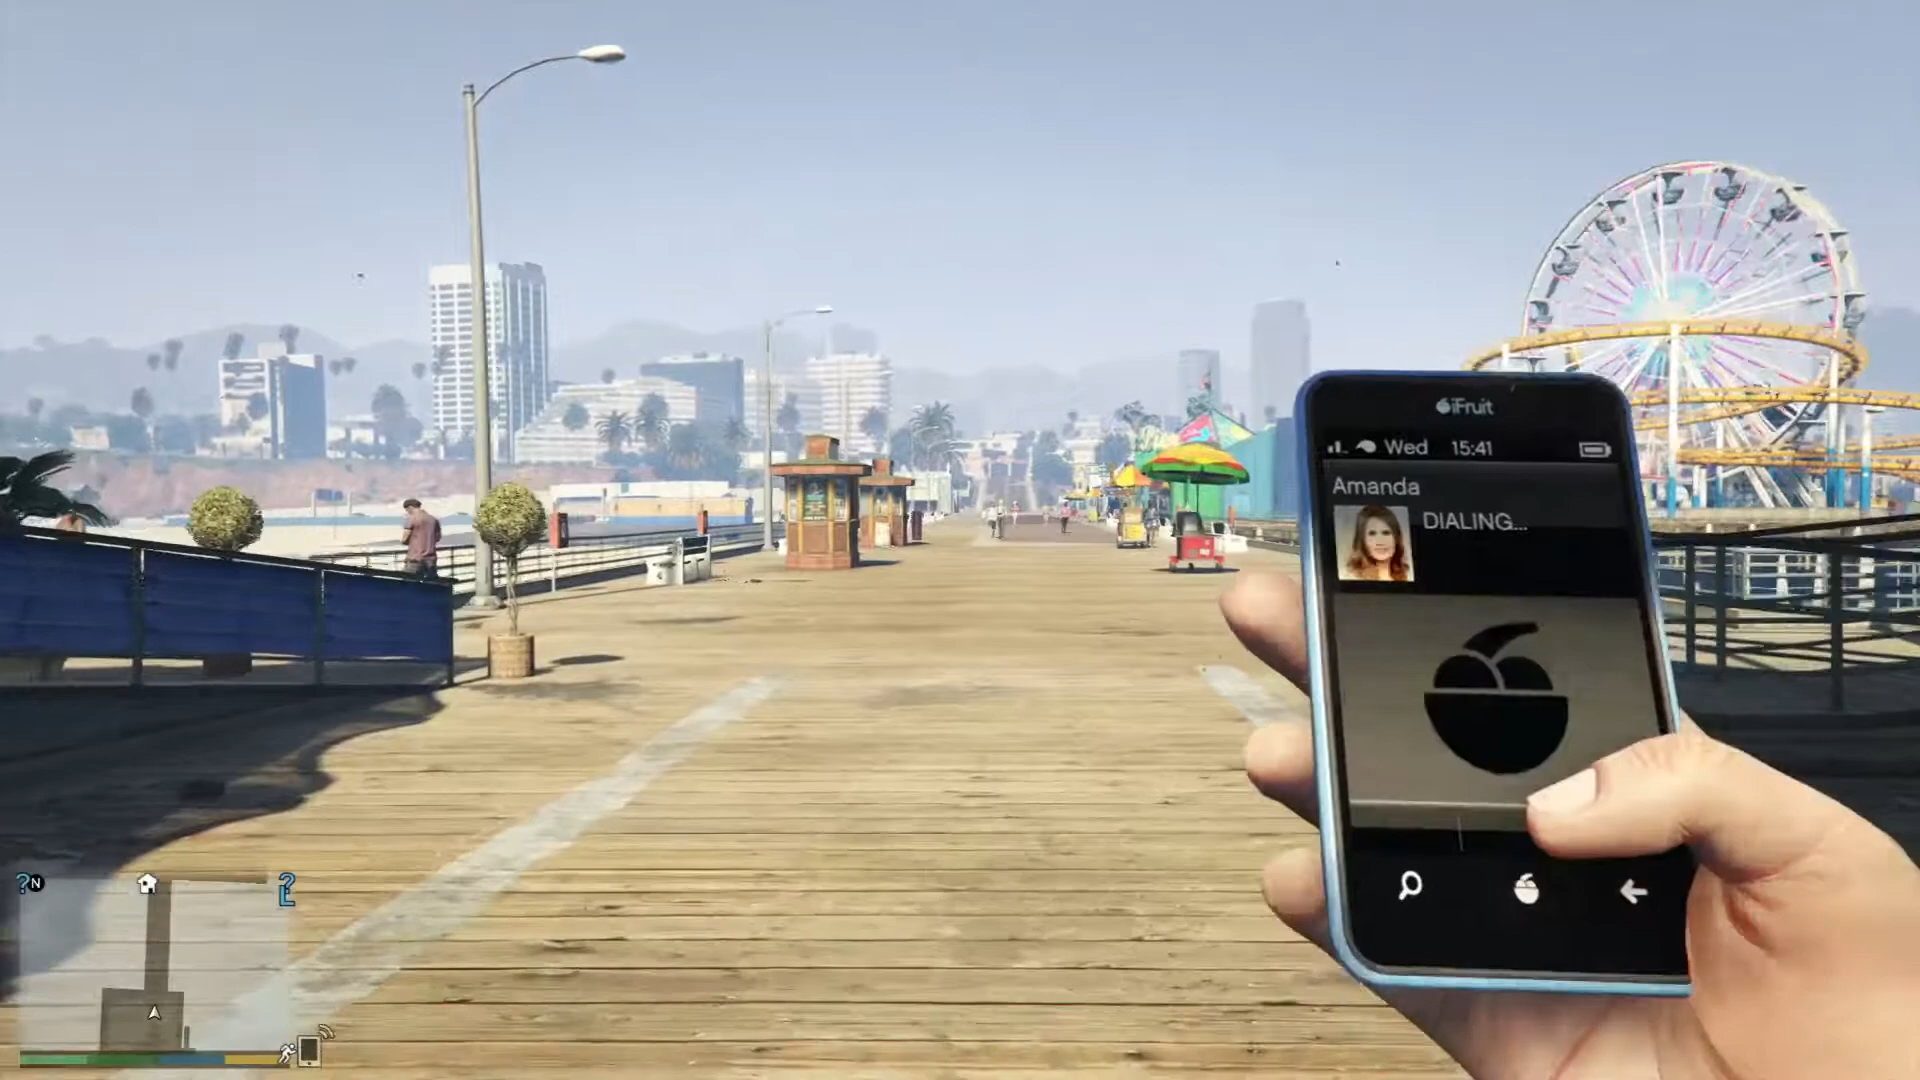 iFruit
Wed 15:41
Amanda
DIALING...
? N
?
L